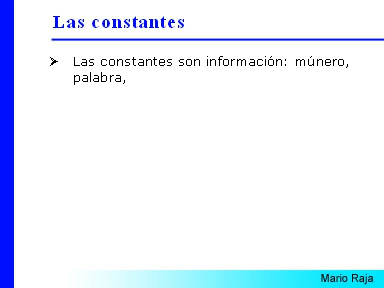 Las constantes
➢ Las constantes son información: múnero,
palabra,
Mario Raja